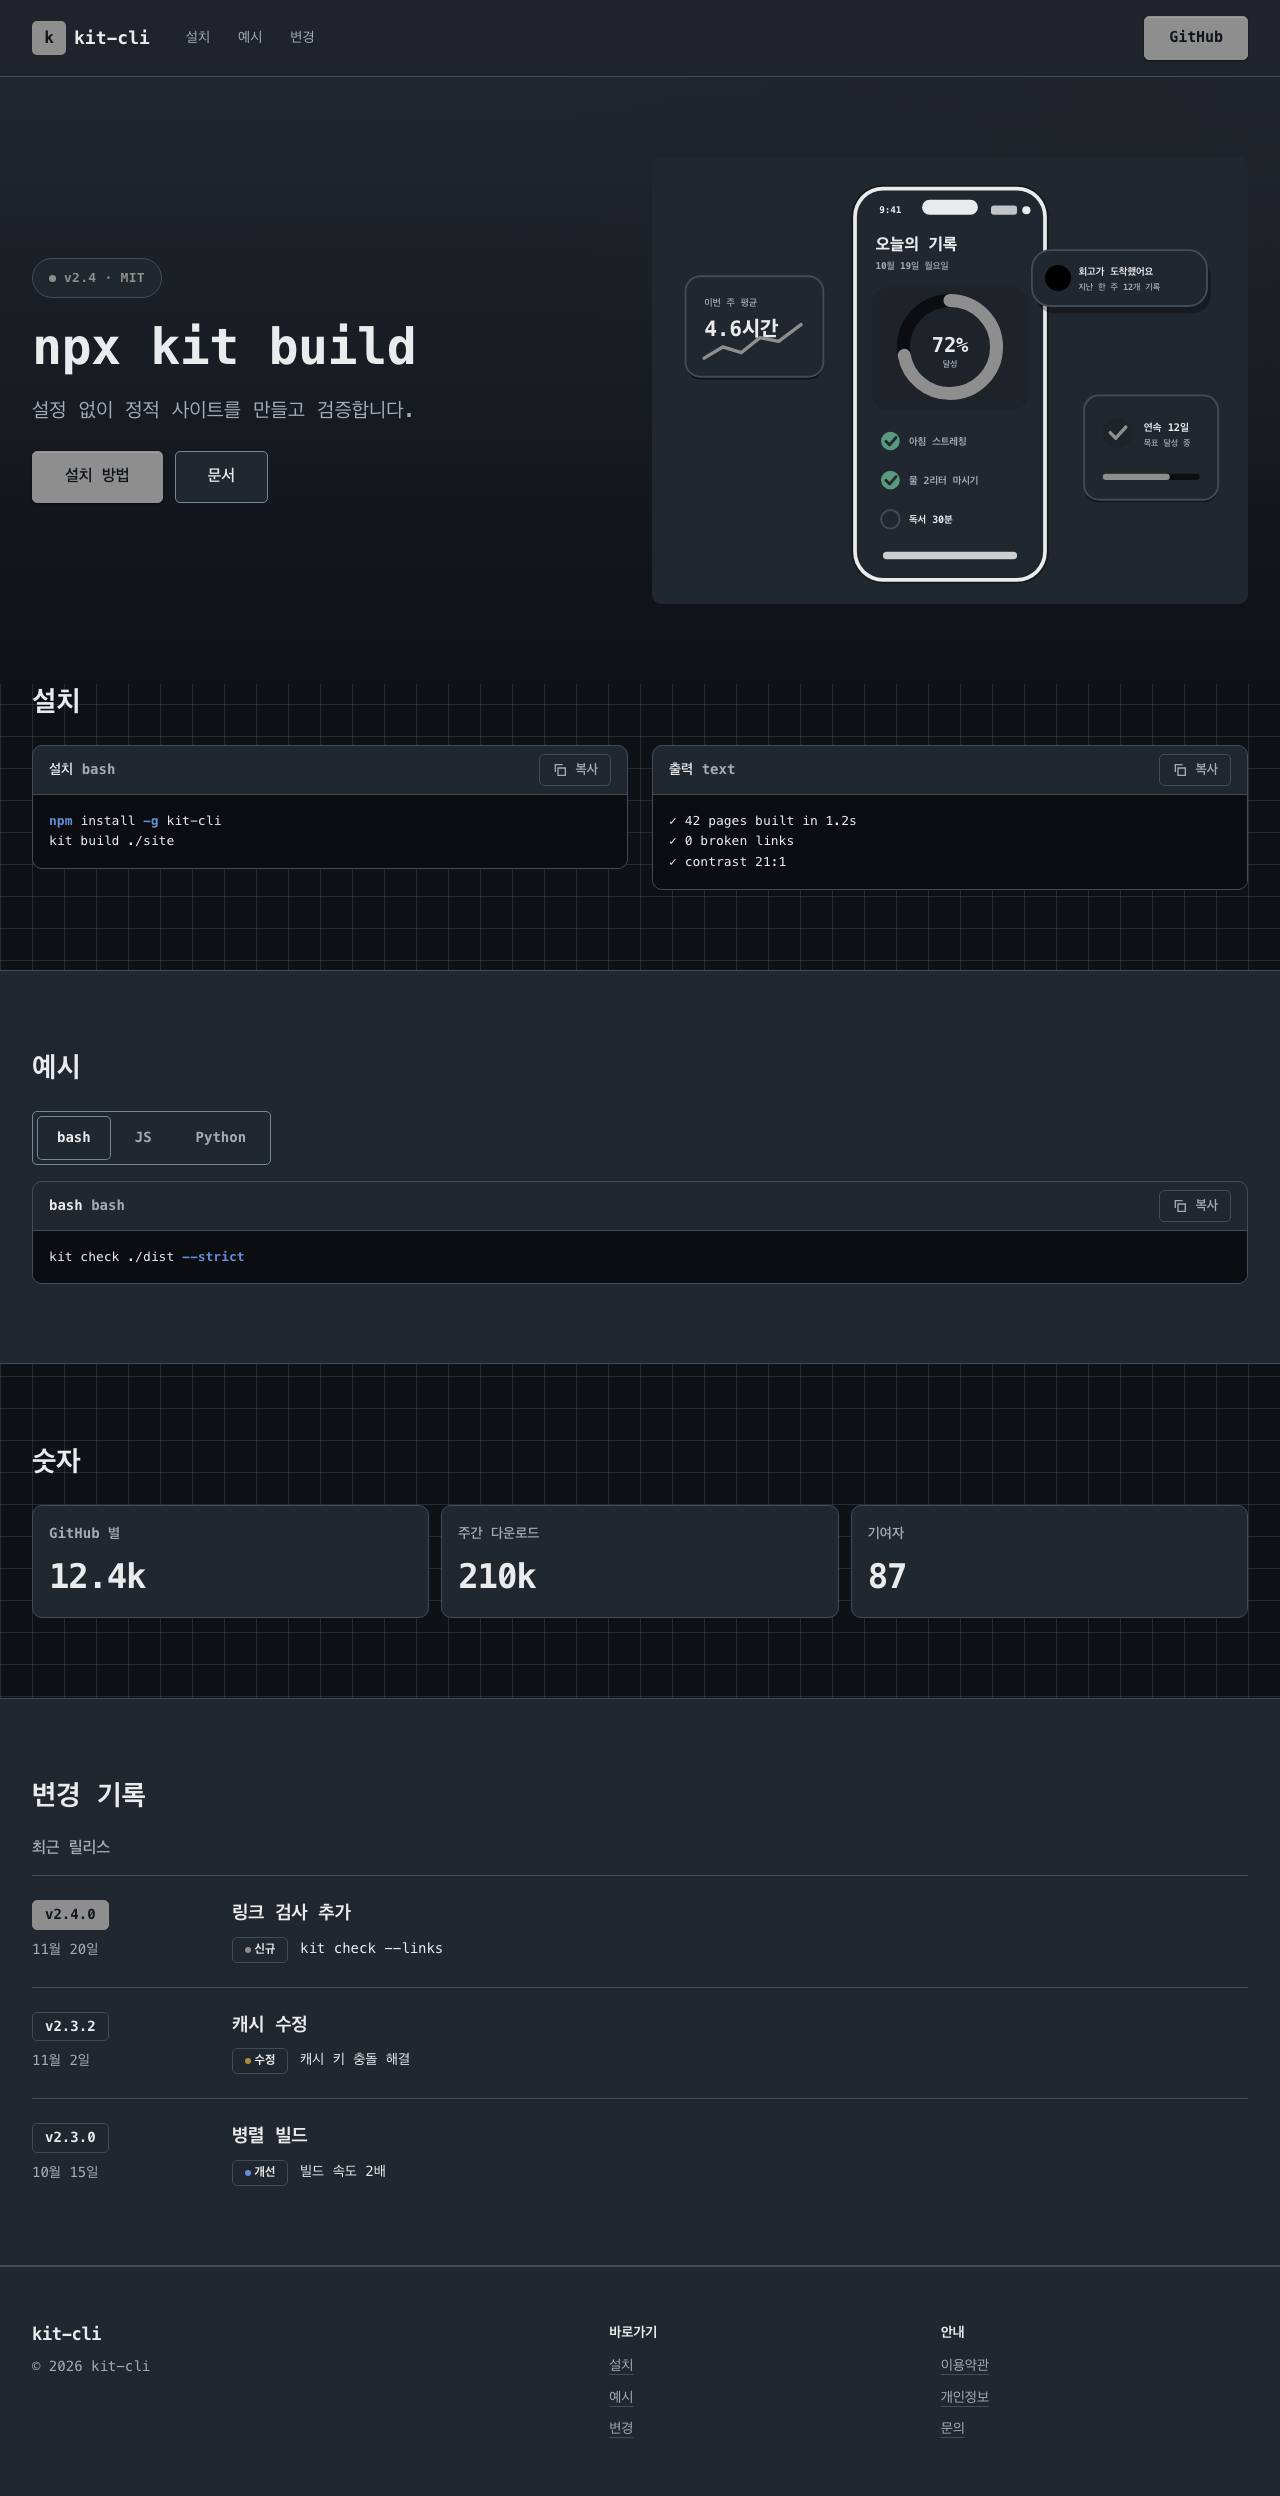 k kit-cli 설치 예시 변경 GitHub
v2.4 · MIT
npx kit build
설정 없이 정적 사이트를 만들고 검증합니다.
설치 방법 문서
9:41
오늘의 기록
10월 19일 월요일
이번 주 평균
4.6시간
회고가 도착했어요
지난 한 주 12개 기록
72%
달성
연속 12일
목표 달성 중
아침 스트레칭
물 2리터 마시기
독서 30분
설치
설치 bash 복사
npm install -g kit-cli
kit build ./site
출력 text 복사
✓ 42 pages built in 1.2s
✓ 0 broken links
✓ contrast 21:1
예시
bash JS Python
bash bash 복사
kit check ./dist --strict
숫자
GitHub 별
12.4k
주간 다운로드
210k
기여자
87
변경 기록
최근 릴리스
v2.4.0 링크 검사 추가
11월 20일 신규 kit check --links
v2.3.2 캐시 수정
11월 2일 수정 캐시 키 충돌 해결
v2.3.0 병렬 빌드
10월 15일 개선 빌드 속도 2배
kit-cli
© 2026 kit-cli
바로가기
설치
예시
변경
안내
이용약관
개인정보
문의